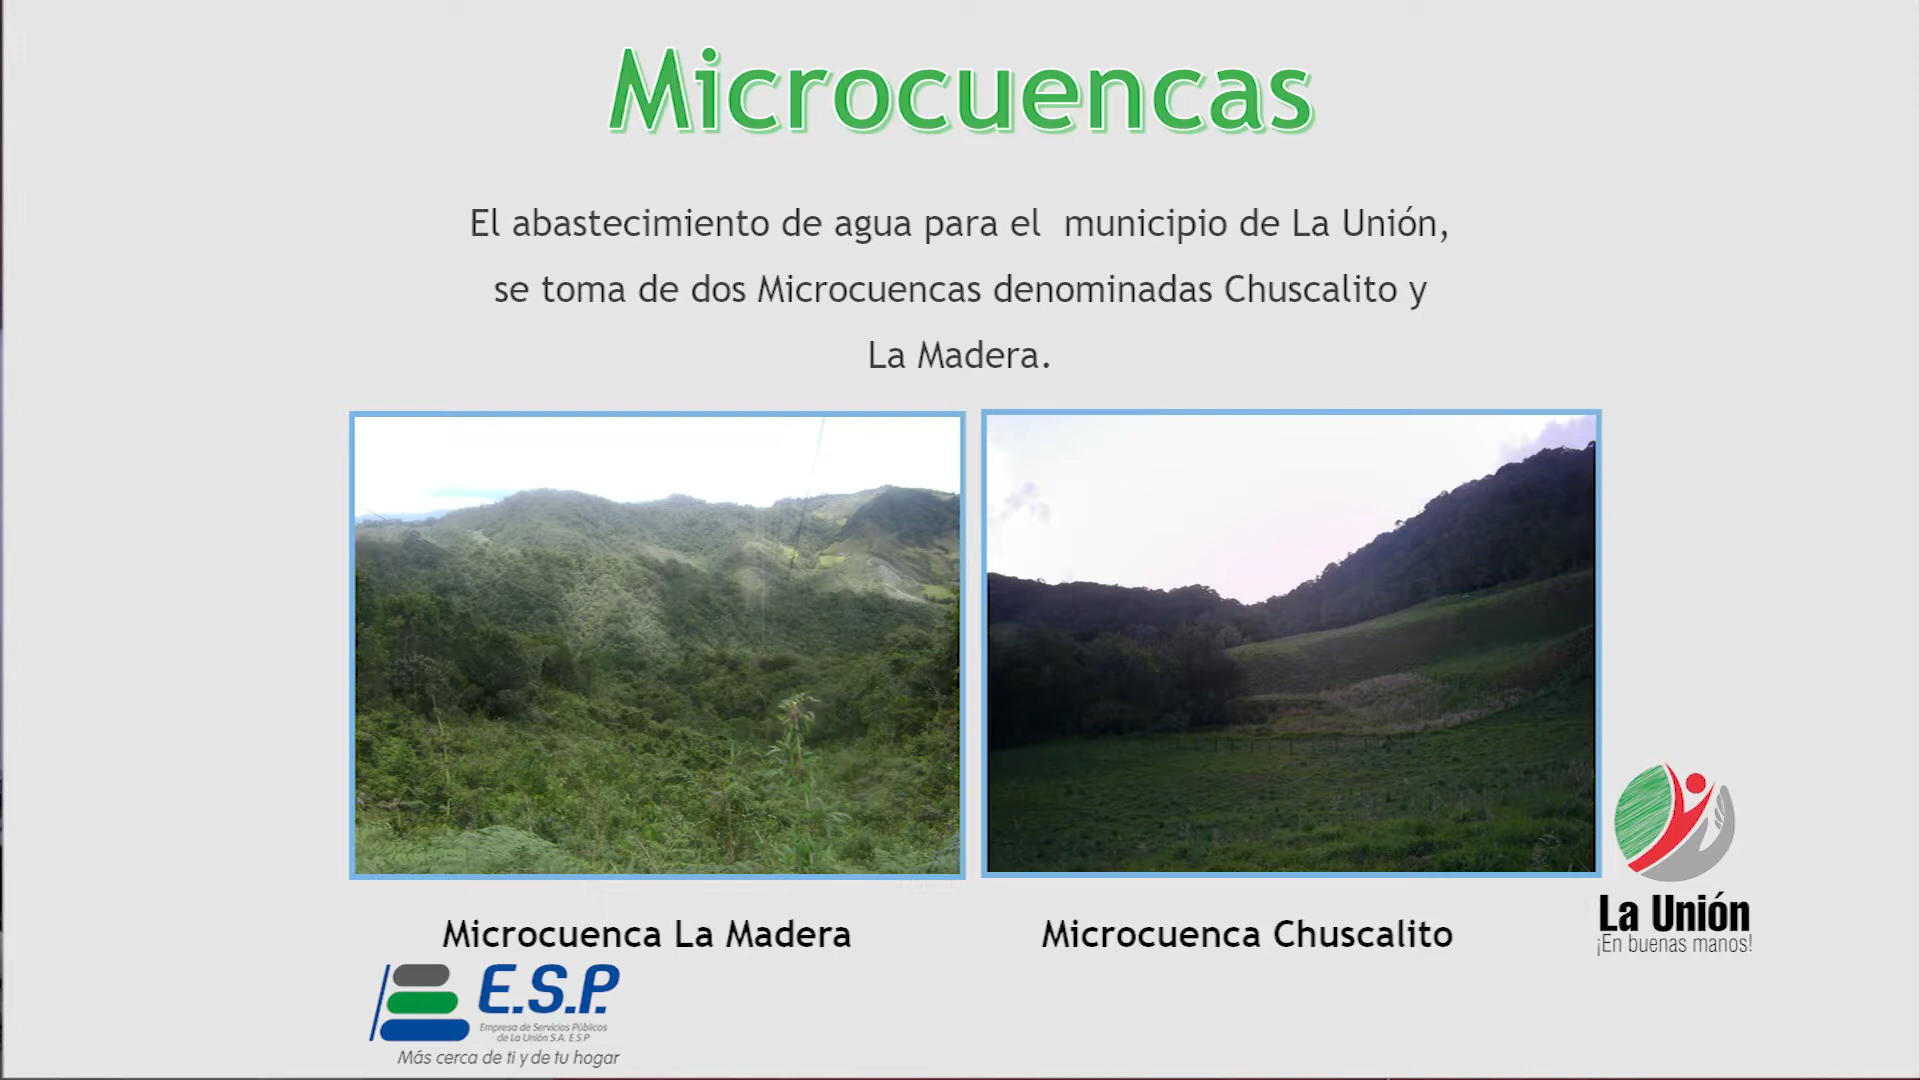 Microcuencas
El abastecimiento de agua para el  municipio de La Unión,
se toma de dos Microcuencas denominadas Chuscalito y
La Madera.
Microcuenca La Madera
Microcuenca Chuscalito
La Unión
¡En buenas manos!
E.S.P.
Empresa de Servicios Públicos
de La Unión S.A. E.S.P
Más cerca de ti y de tu hogar